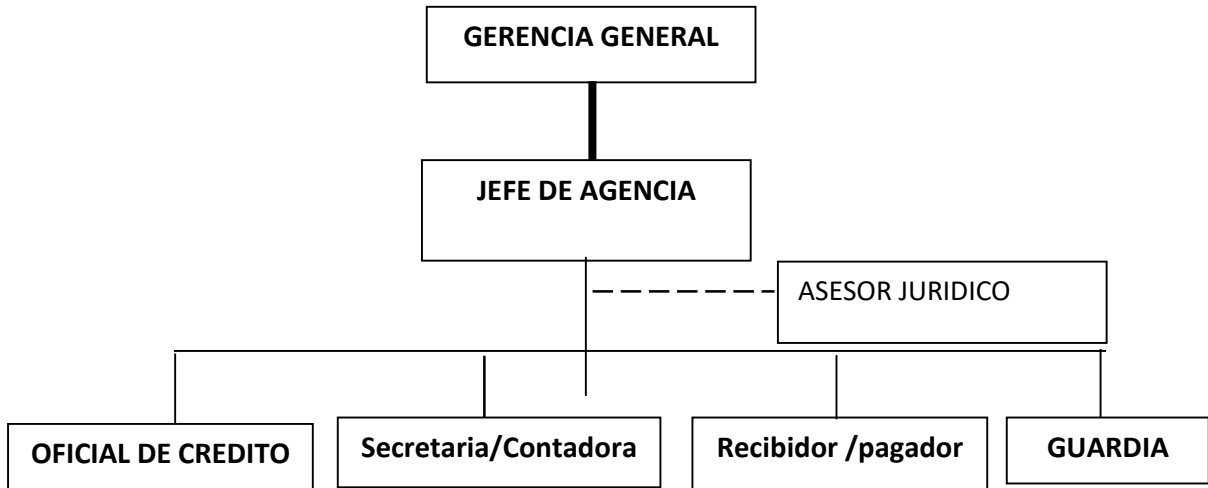 GERENCIA GENERAL
JEFE DE AGENCIA
ASESOR JURIDICO
OFICIAL DE CREDITO
Secretaria/Contadora
Recibidor /pagador
GUARDIA